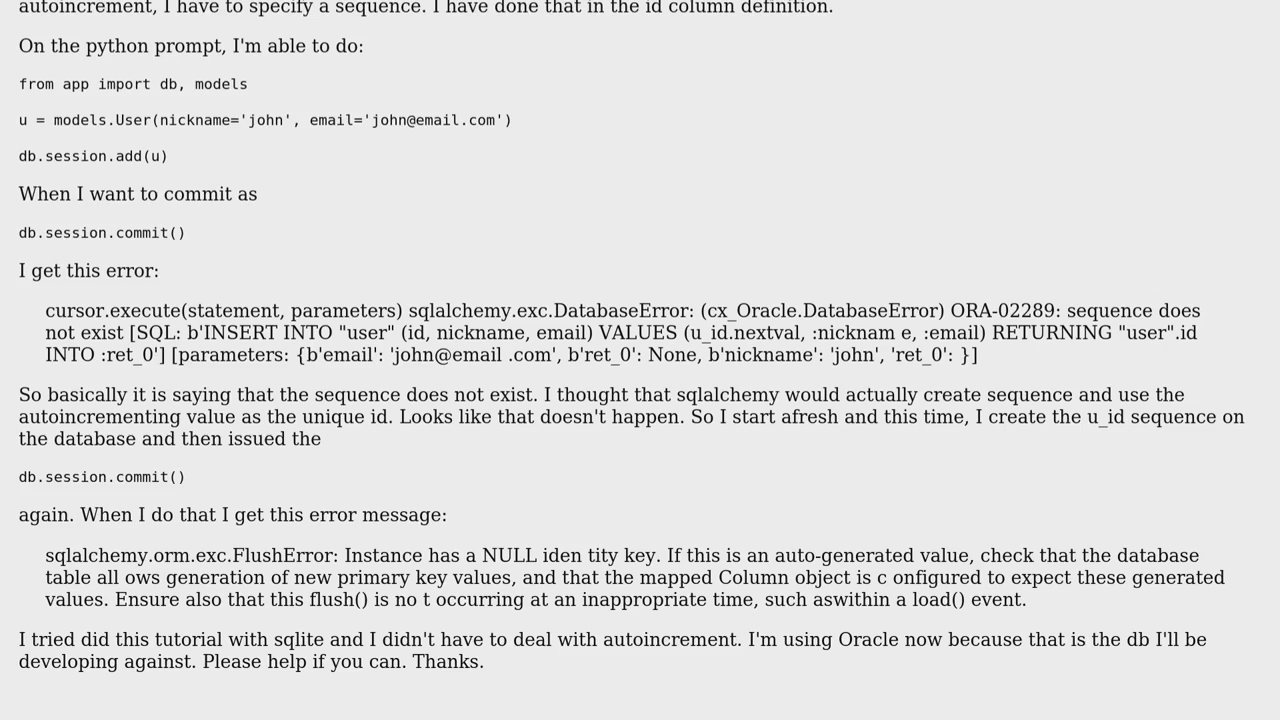 autoincrement, I have to specify a sequence. I have done that in the id column definition.
On the python prompt, I'm able to do:
from app import db, models
u = models.User(nickname='john', email='john@email.com')
db.session.add(u)
When I want to commit as
db.session.commit()
I get this error:
cursor.execute(statement, parameters) sqlalchemy.exc.DatabaseError: (cx_Oracle.DatabaseError) ORA-02289: sequence does
not exist [SQL: b'INSERT INTO "user" (id, nickname, email) VALUES (u_id.nextval, :nicknam e, :email) RETURNING "user".id
INTO :ret_0'] [parameters: {b'email': 'john@email .com', b'ret_0': None, b'nickname': 'john', 'ret_0': }]
So basically it is saying that the sequence does not exist. I thought that sqlalchemy would actually create sequence and use the
autoincrementing value as the unique id. Looks like that doesn't happen. So I start afresh and this time, I create the u_id sequence on
the database and then issued the
db.session.commit()
again. When I do that I get this error message:
sqlalchemy.orm.exc.FlushError: Instance has a NULL iden tity key. If this is an auto-generated value, check that the database
table all ows generation of new primary key values, and that the mapped Column object is c onfigured to expect these generated
values. Ensure also that this flush() is no t occurring at an inappropriate time, such aswithin a load() event.
I tried did this tutorial with sqlite and I didn't have to deal with autoincrement. I'm using Oracle now because that is the db I'll be
developing against. Please help if you can. Thanks.